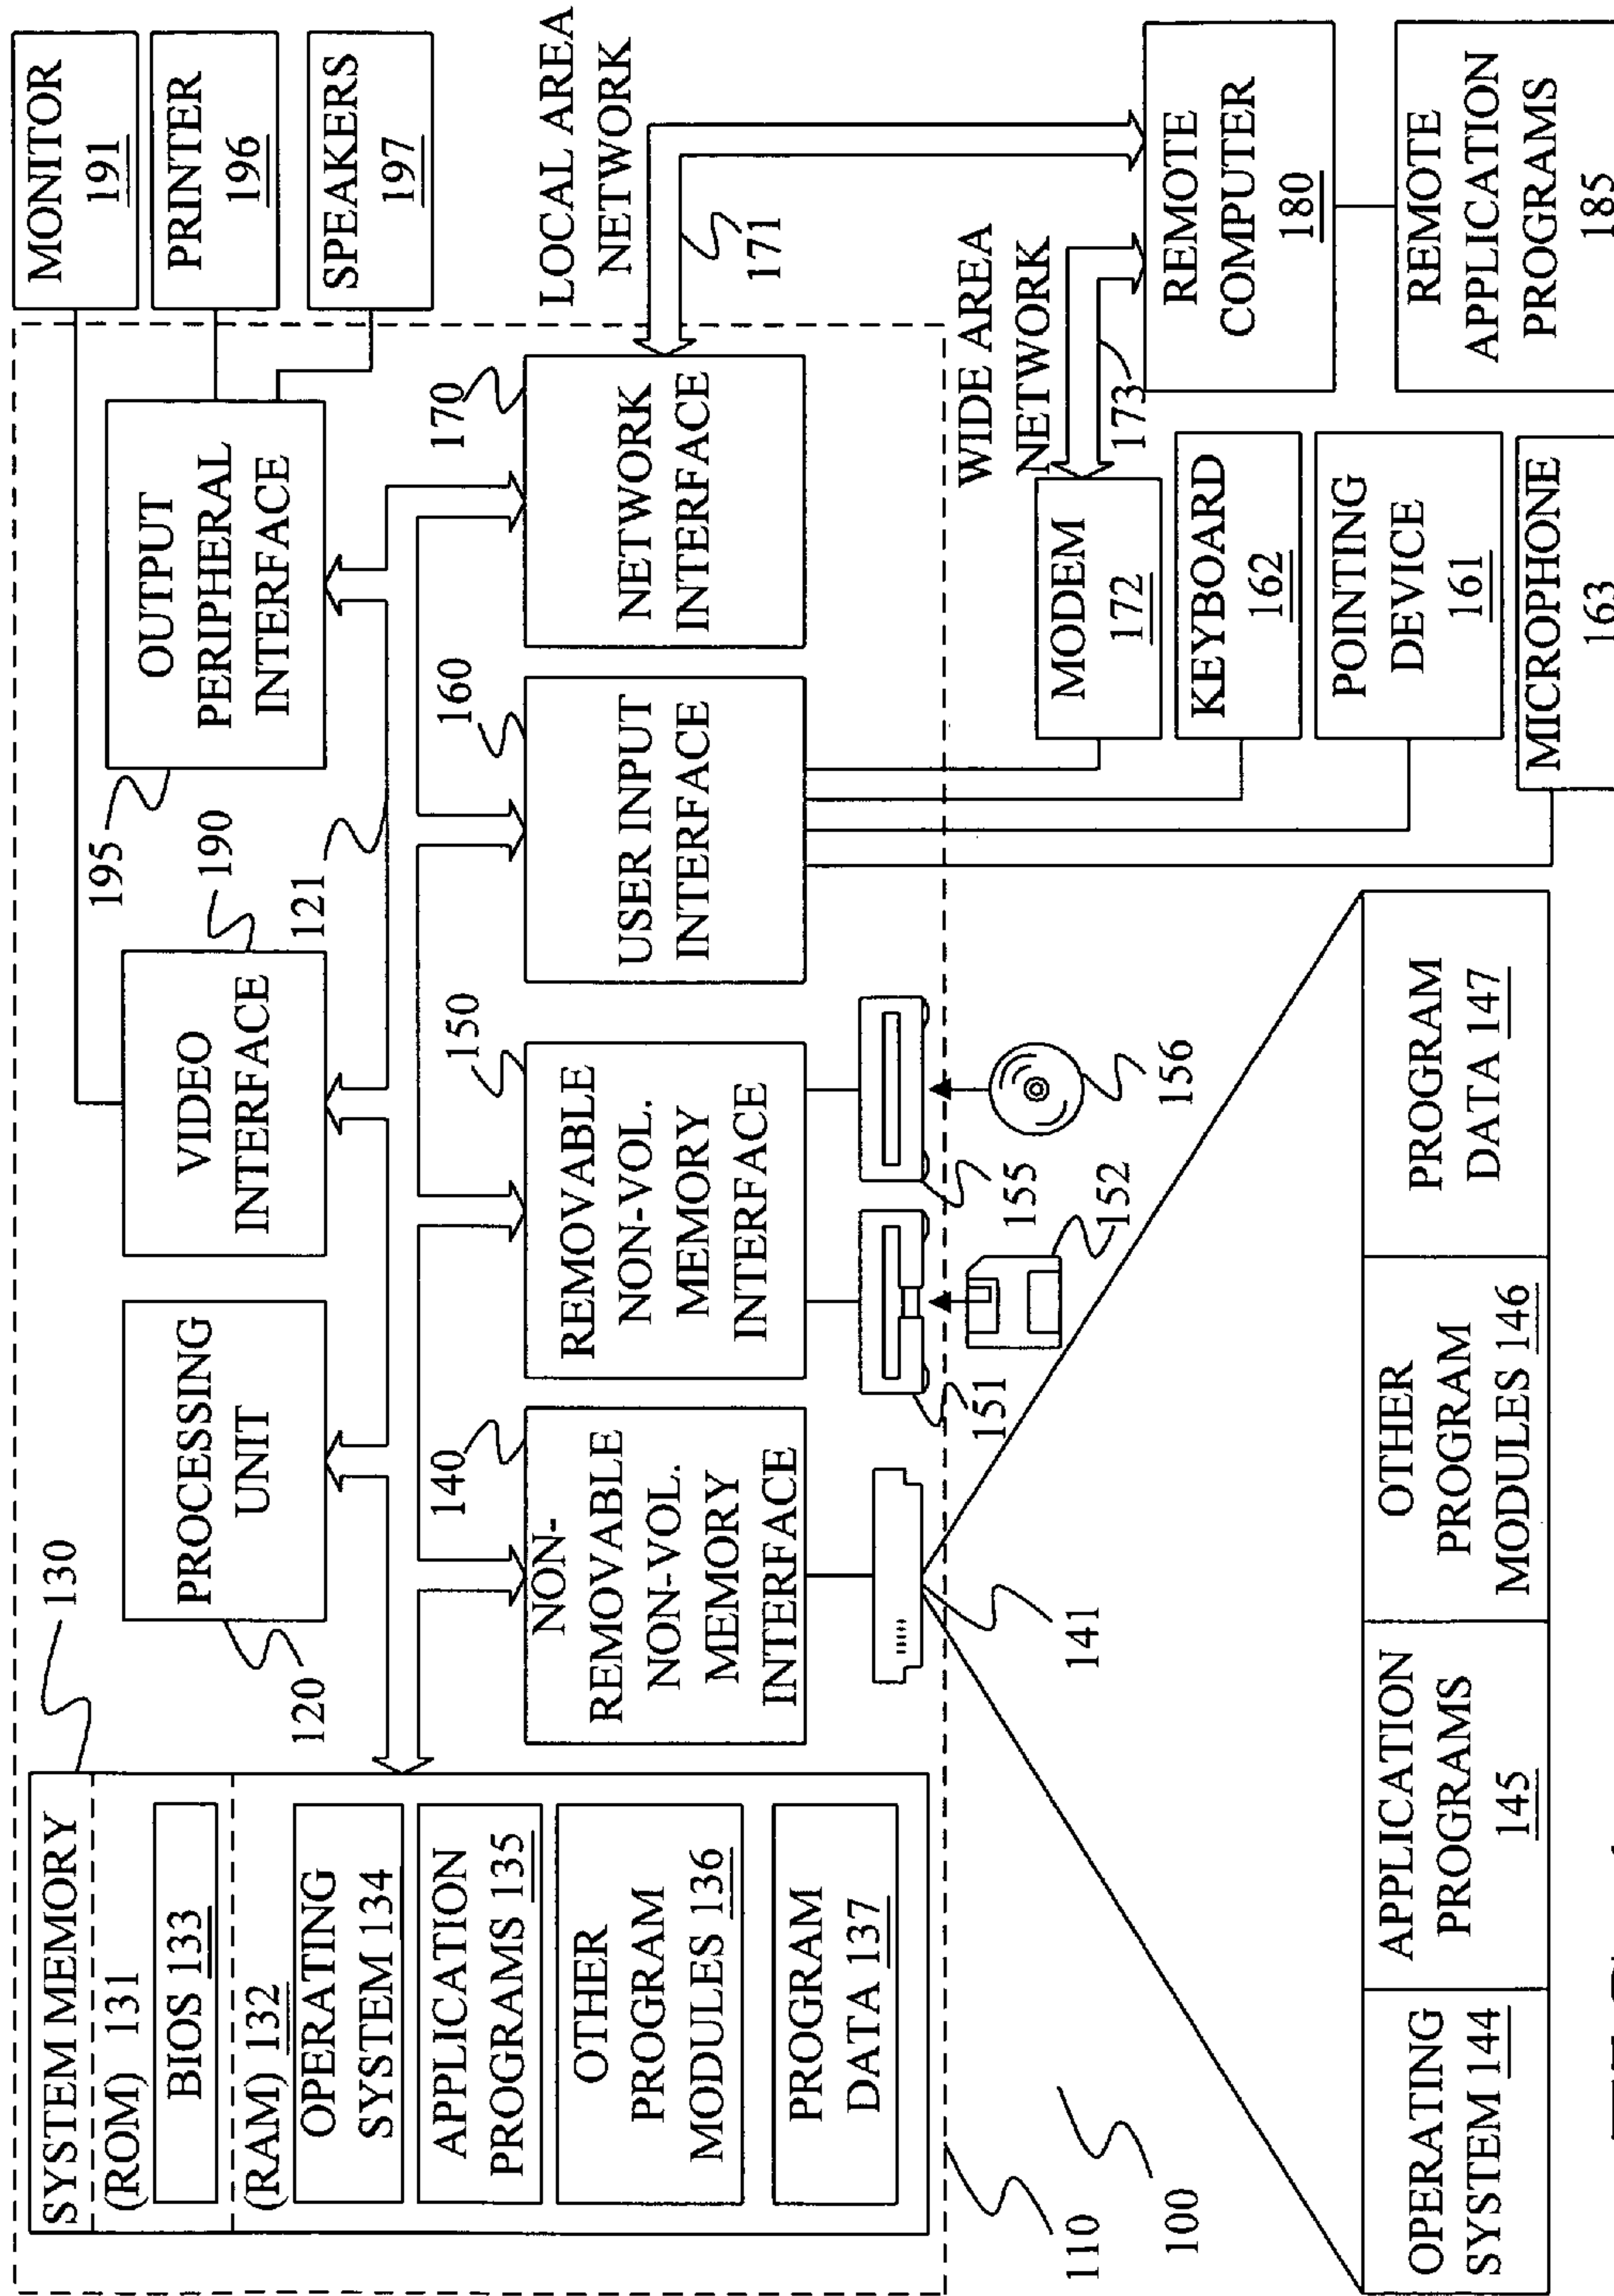 SYSTEM MEMORY
(ROM) 131
BIOS 133
(RAM) 132
OPERATING
SYSTEM 134
APPLICATION
PROGRAMS 135
OTHER
PROGRAM
MODULES 136
PROGRAM
DATA 137
130
PROCESSING
UNIT
120
VIDEO
INTERFACE
190
OUTPUT
PERIPHERAL
INTERFACE
195
121
MONITOR
191
PRINTER
196
SPEAKERS
197
NON-
REMOVABLE
NON-VOL.
MEMORY
INTERFACE
140
REMOVABLE
NON-VOL.
MEMORY
INTERFACE
150
USER INPUT
INTERFACE
160
NETWORK
INTERFACE
170
LOCAL AREA
NETWORK
171
141
151
152
155
156
WIDE AREA
NETWORK
173
MODEM
172
KEYBOARD
162
POINTING
DEVICE
161
MICROPHONE
163
REMOTE
COMPUTER
180
REMOTE
APPLICATION
PROGRAMS
185
110
100
OPERATING
SYSTEM 144
APPLICATION
PROGRAMS
145
OTHER
PROGRAM
MODULES 146
PROGRAM
DATA 147